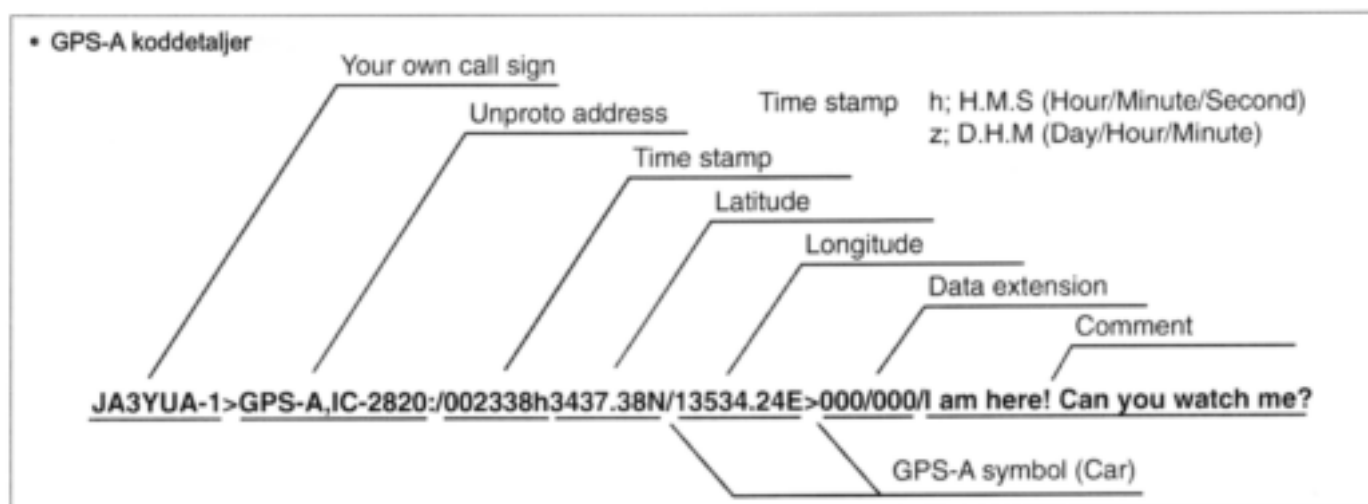 • GPS-A koddetaljer
Your own call sign
Unproto address
Time stamp
Latitude
Longitude
Data extension
Comment
Time stamp h; H.M.S (Hour/Minute/Second)
z; D.H.M (Day/Hour/Minute)
JA3YUA-1>GPS-A,IC-2820:/002338h3437.38N/13534.24E>000/000/I am here! Can you watch me?
GPS-A symbol (Car)